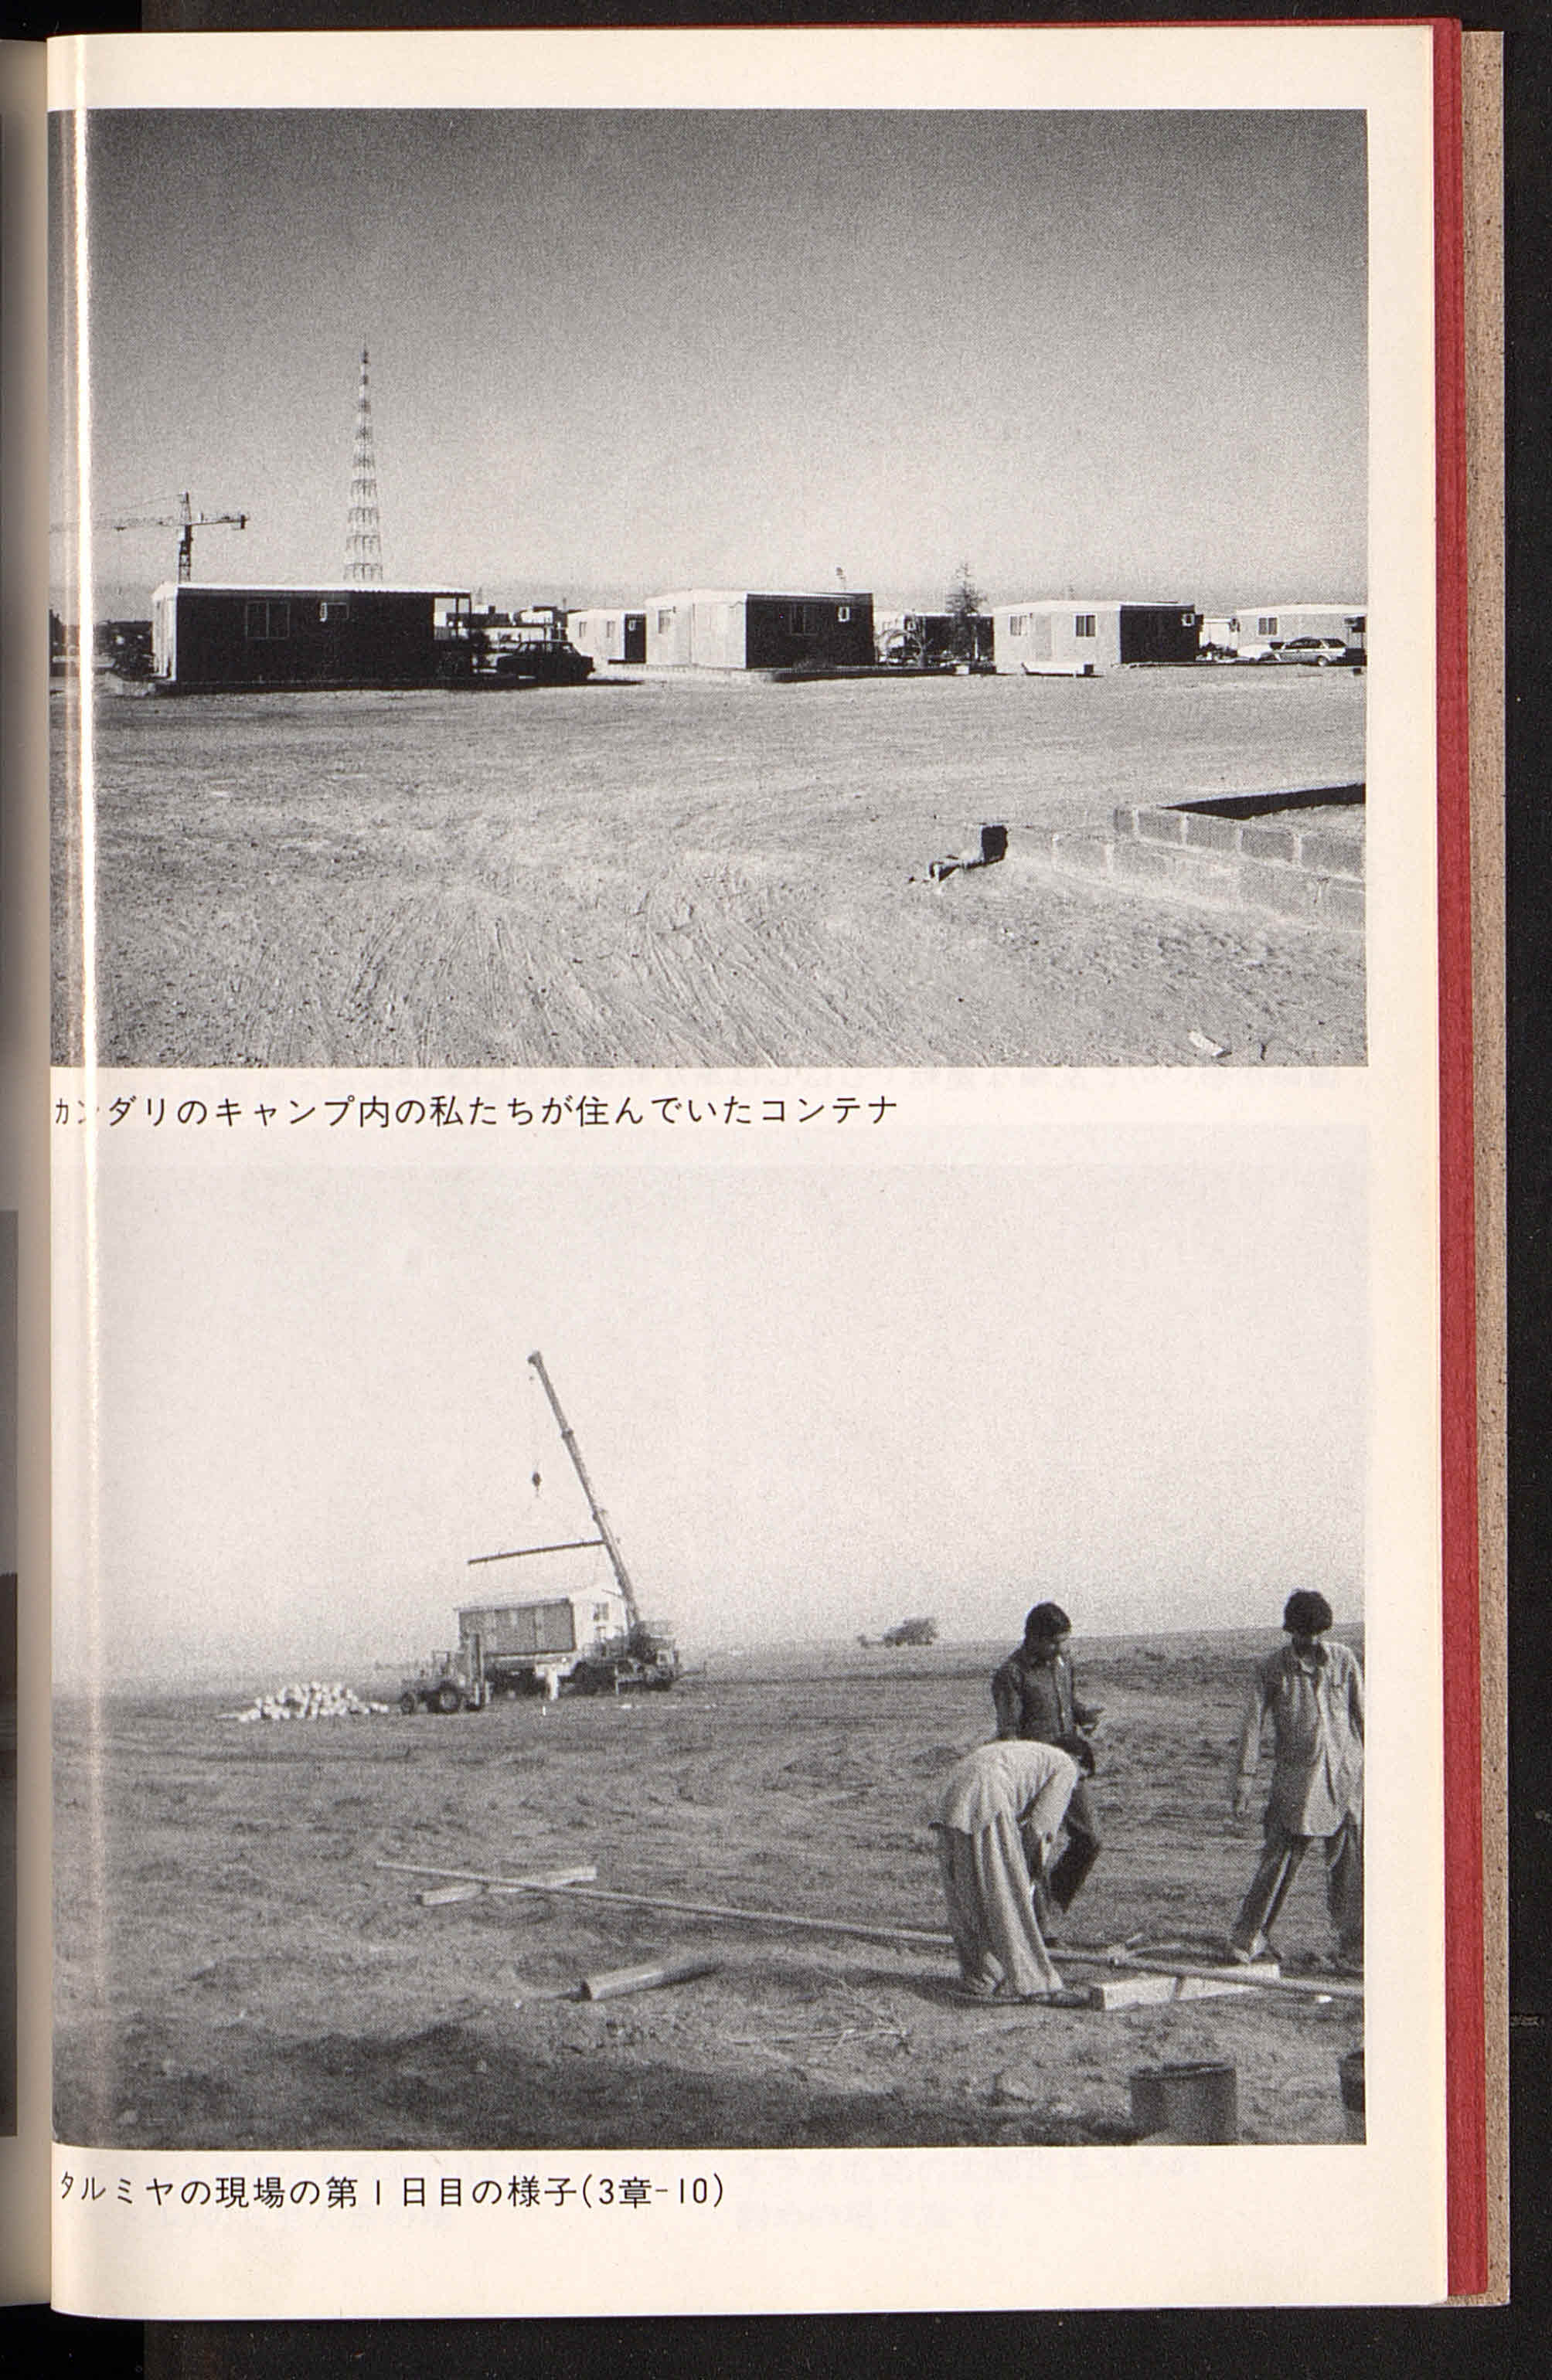 カンダリのキャンプ内の私たちが住んでいたコンテナ
タルミヤの現場の第1日目の様子(3章-10)